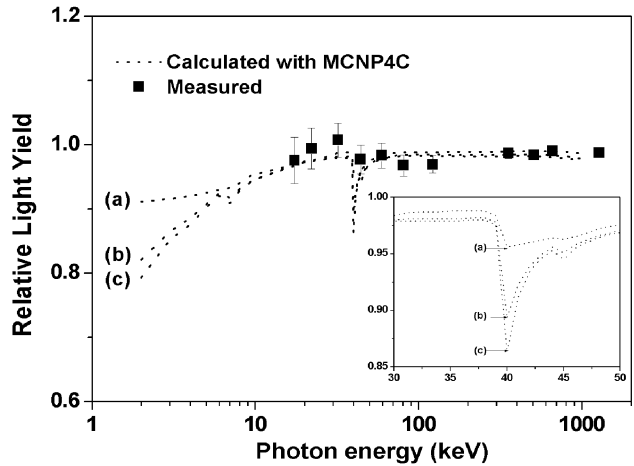 1.2
1.0
0.8
0.6
Relative Light Yield
Calculated with MCNP4C
Measured
(a)
(b)
(c)
1.00
0.95
0.90
0.85
(a)
(b)
(c)
30 35 40 45 50
1 10 100 1000
Photon energy (keV)